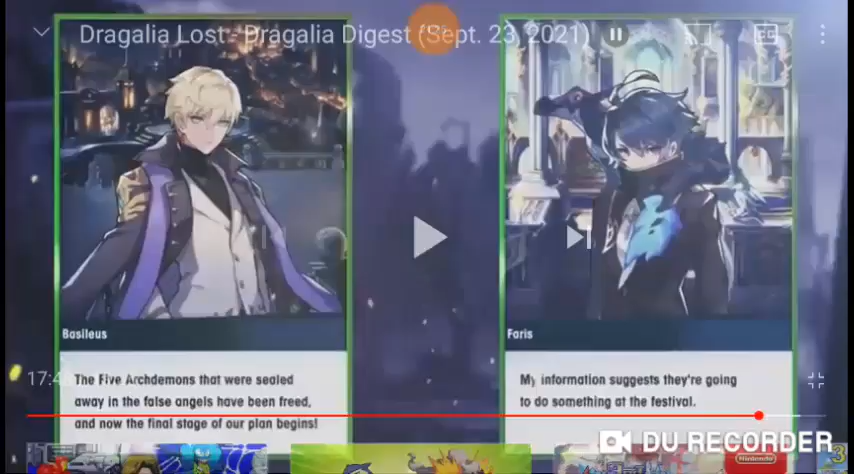 Dragalia Lost - Dragalia Digest (Sept. 23, 2021)
Basileus
Faris
The Five Archdemons that were sealed
away in the false angels have been freed,
and now the final stage of our plan begins!
My information suggests they're going
to do something at the festival.
DU RECORDER
Nintendo